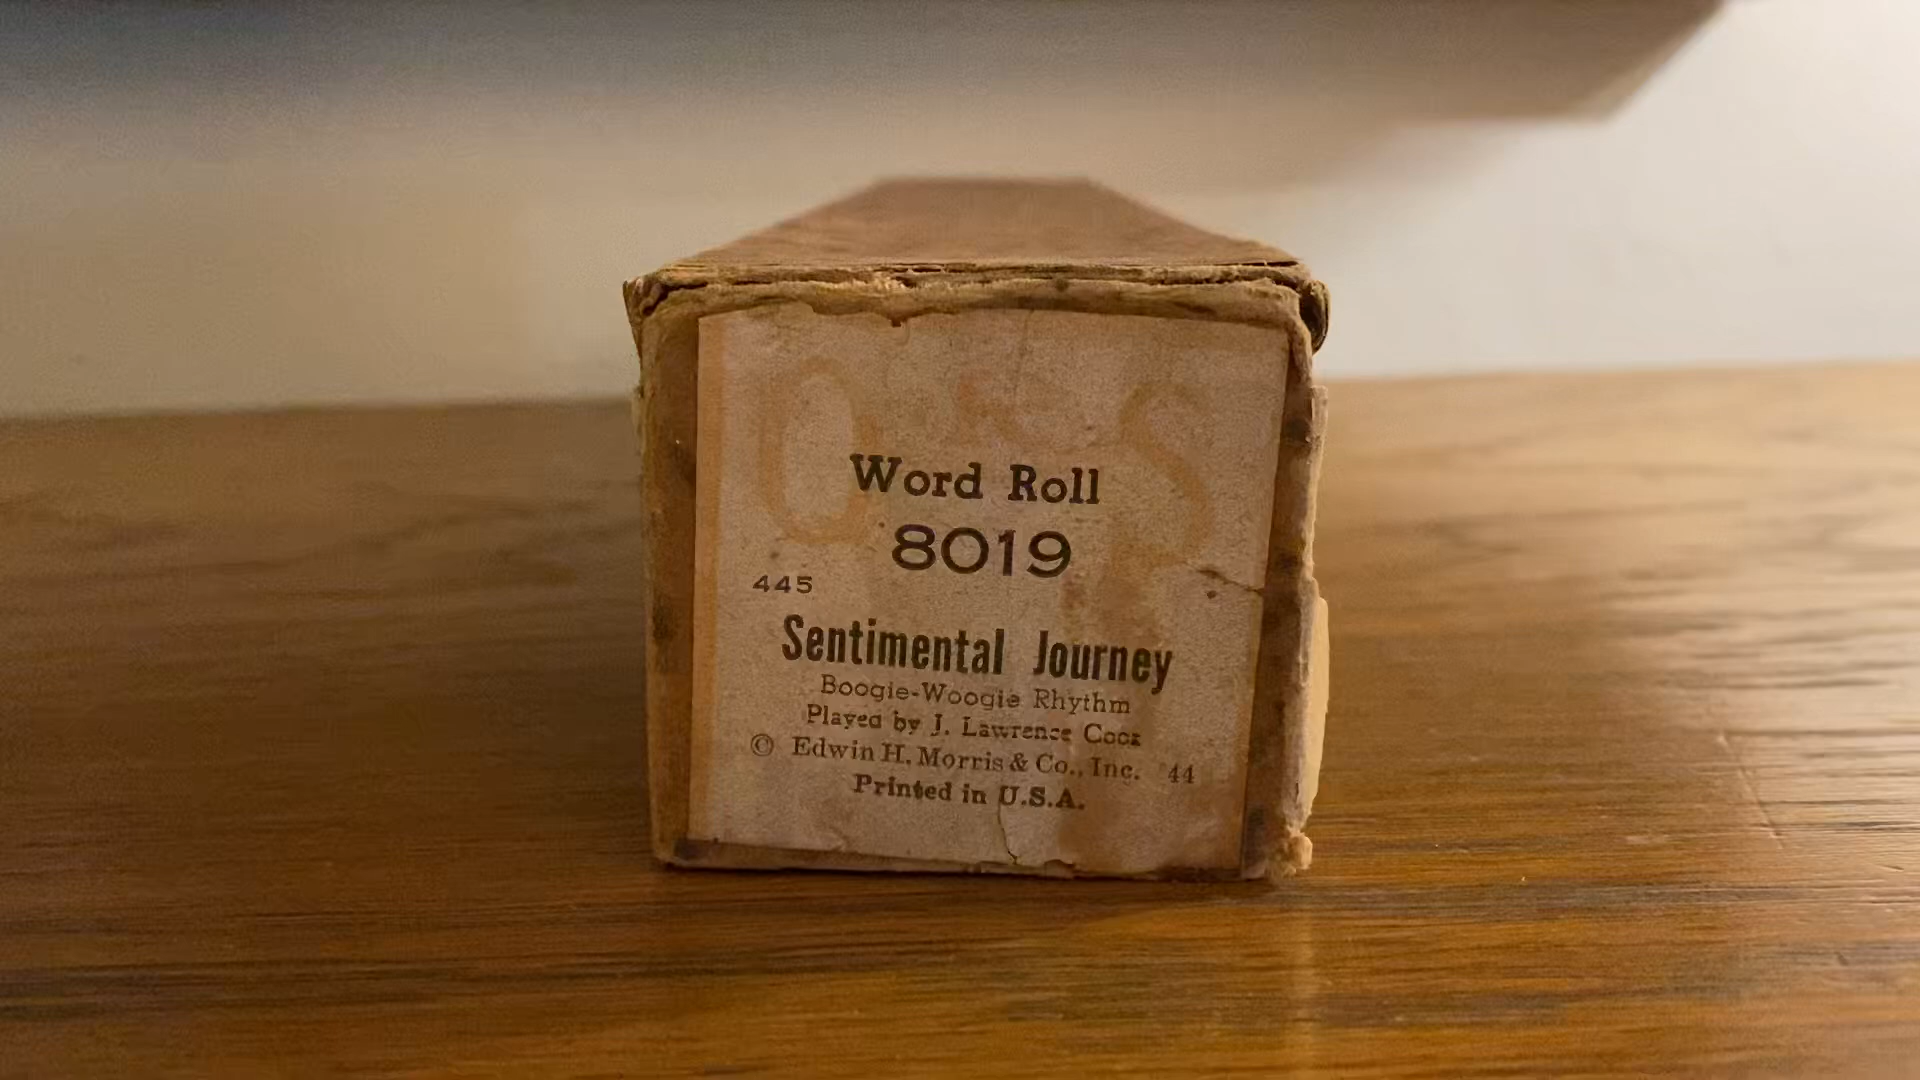 Q·R·S
Word Roll
8019
445
Sentimental Journey
Boogie-Woogie Rhythm
Played by J. Lawrence Cook
© Edwin H. Morris & Co., Inc. 44
Printed in U.S.A.